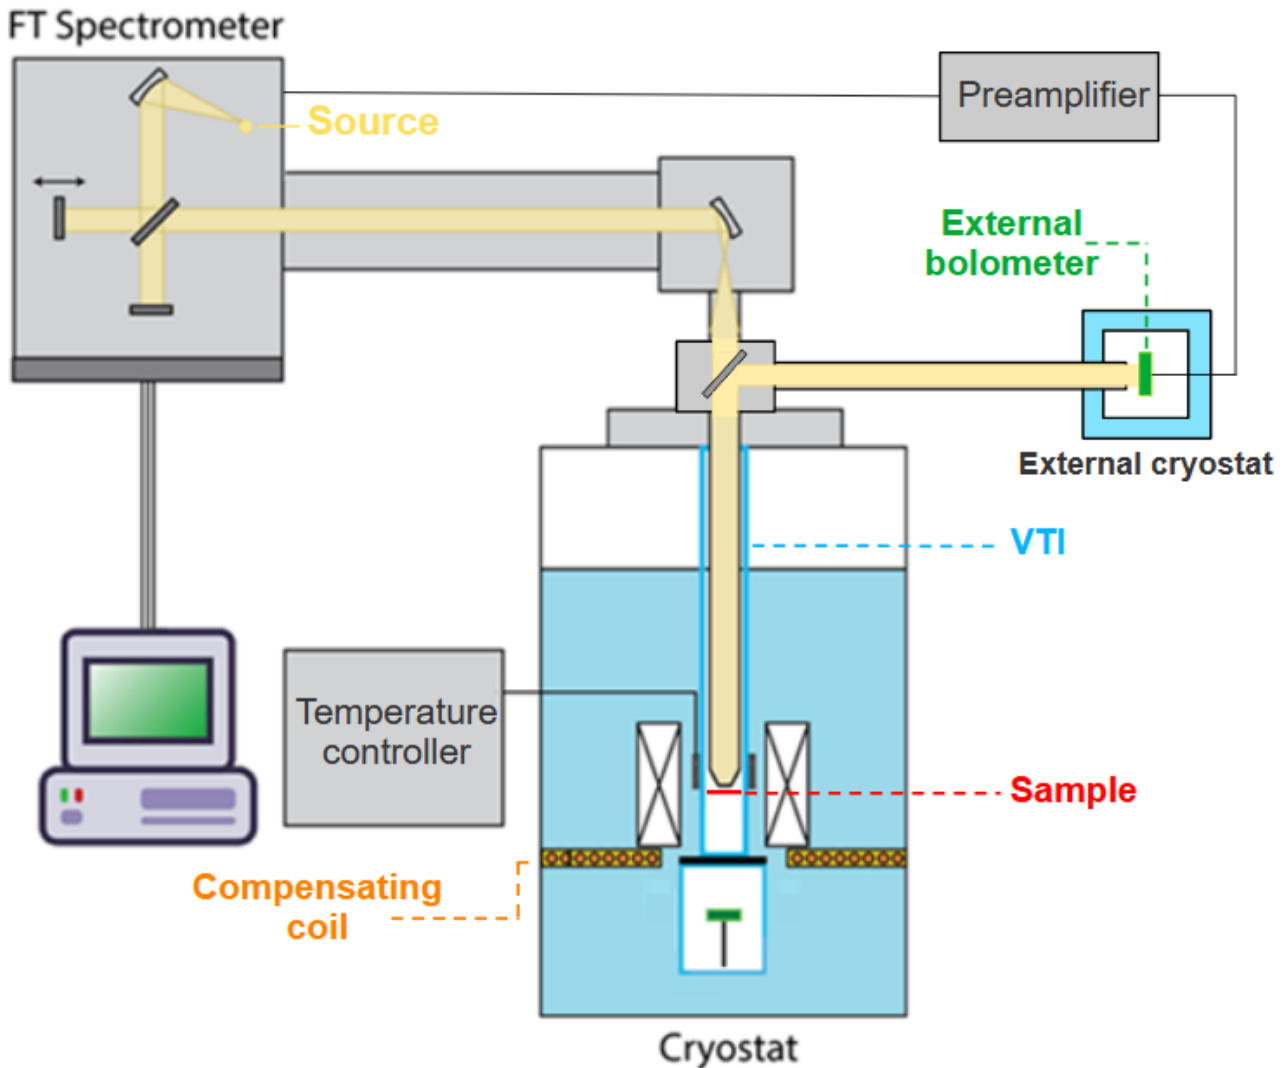 FT Spectrometer
Source
Preamplifier
External
bolometer
External cryostat
VTI
Temperature
controller
Sample
Compensating
coil
Cryostat